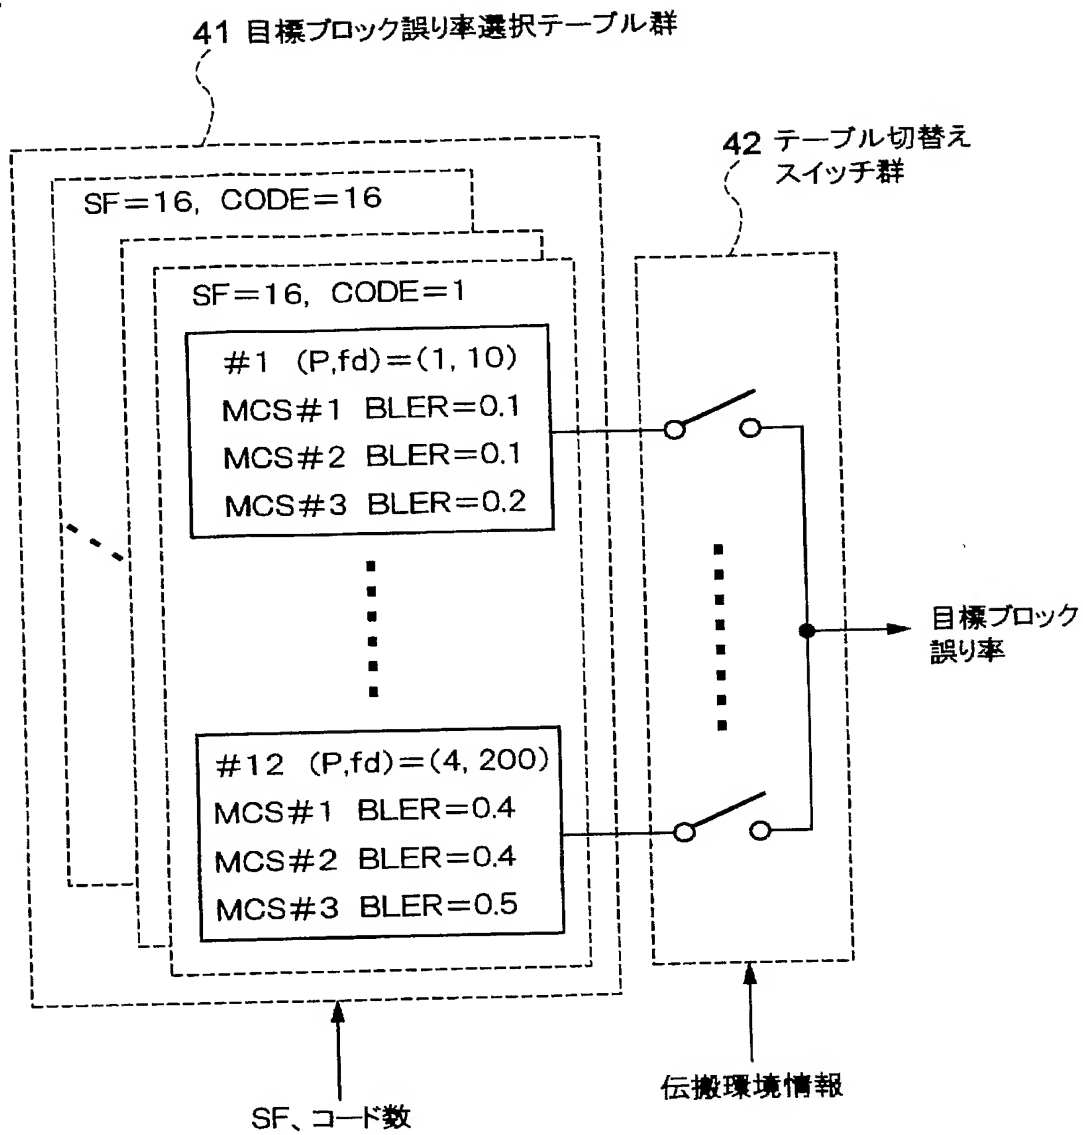 41 目標ブロック誤り率選択テーブル群
42 テーブル切替え
スイッチ群
SF=16, CODE=16
SF=16, CODE=1
#1 (P,fd)=(1, 10)
MCS#1 BLER=0.1
MCS#2 BLER=0.1
MCS#3 BLER=0.2
#12 (P,fd)=(4, 200)
MCS#1 BLER=0.4
MCS#2 BLER=0.4
MCS#3 BLER=0.5
目標ブロック
誤り率
伝搬環境情報
SF、コード数